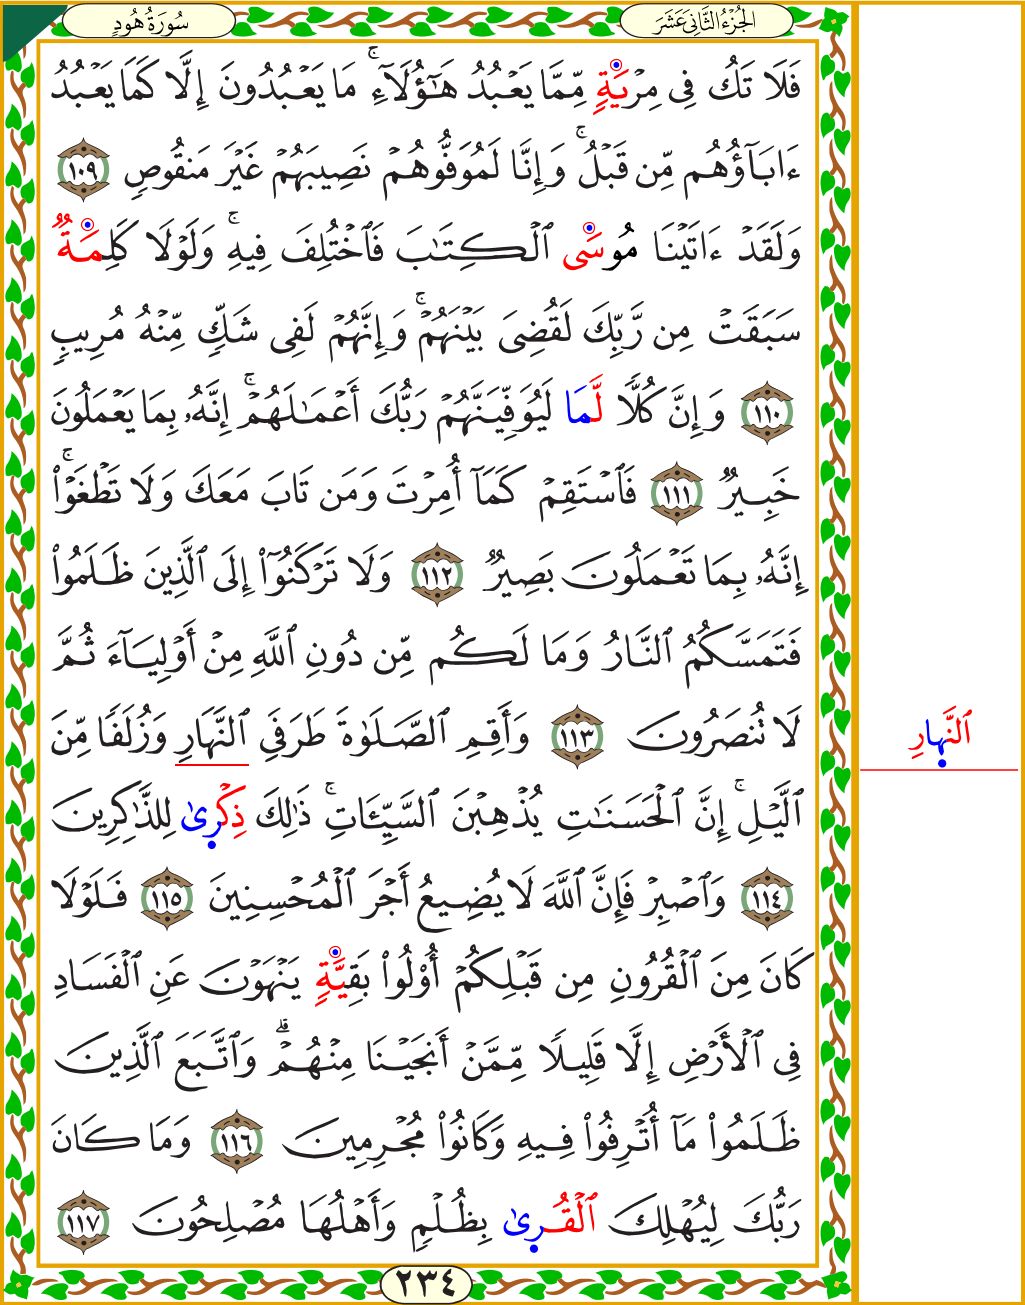 سُورَةُ هُودٍ
الجُزْءُ الثَّانِي عَشَرَ
فَلَا تَكُ فِي مِرْيَةٍ مِّمَّا يَعْبُدُ هَٰٓؤُلَآءِۚ مَا يَعْبُدُونَ إِلَّا كَمَا يَعْبُدُ
ءَابَآؤُهُم مِّن قَبْلُۚ وَإِنَّا لَمُوَفُّوهُمْ نَصِيبَهُمْ غَيْرَ مَنقُوصٍ ١٠٩
وَلَقَدْ ءَاتَيْنَا مُوسَى ٱلْكِتَٰبَ فَٱخْتُلِفَ فِيهِۚ وَلَوْلَا كَلِمَةٌ
سَبَقَتْ مِن رَّبِّكَ لَقُضِيَ بَيْنَهُمْۚ وَإِنَّهُمْ لَفِي شَكٍّ مِّنْهُ مُرِيبٍ
١١٠ وَإِنَّ كُلًّا لَّمَا لَيُوَفِّيَنَّهُمْ رَبُّكَ أَعْمَٰلَهُمْۚ إِنَّهُۥ بِمَا يَعْمَلُونَ
خَبِيرٌ ١١١ فَٱسْتَقِمْ كَمَآ أُمِرْتَ وَمَن تَابَ مَعَكَ وَلَا تَطْغَوْا۟ۚ
إِنَّهُۥ بِمَا تَعْمَلُونَ بَصِيرٌ ١١٢ وَلَا تَرْكَنُوٓا۟ إِلَى ٱلَّذِينَ ظَلَمُوا۟
فَتَمَسَّكُمُ ٱلنَّارُ وَمَا لَكُم مِّن دُونِ ٱللَّهِ مِنْ أَوْلِيَآءَ ثُمَّ
لَا تُنصَرُونَ ١١٣ وَأَقِمِ ٱلصَّلَوٰةَ طَرَفَيِ ٱلنَّهَارِ وَزُلَفًا مِّنَ
ٱلنَّهارِ
ٱلَّيْلِۚ إِنَّ ٱلْحَسَنَٰتِ يُذْهِبْنَ ٱلسَّيِّـَٔاتِۚ ذَٰلِكَ ذِكْرَىٰ لِلذَّٰكِرِينَ
١١٤ وَٱصْبِرْ فَإِنَّ ٱللَّهَ لَا يُضِيعُ أَجْرَ ٱلْمُحْسِنِينَ ١١٥ فَلَوْلَا
كَانَ مِنَ ٱلْقُرُونِ مِن قَبْلِكُمْ أُو۟لُوا۟ بَقِيَّةٍ يَنْهَوْنَ عَنِ ٱلْفَسَادِ
فِي ٱلْأَرْضِ إِلَّا قَلِيلًا مِّمَّنْ أَنجَيْنَا مِنْهُمْۗ وَٱتَّبَعَ ٱلَّذِينَ
ظَلَمُوا۟ مَآ أُتْرِفُوا۟ فِيهِ وَكَانُوا۟ مُجْرِمِينَ ١١٦ وَمَا كَانَ
رَبُّكَ لِيُهْلِكَ ٱلْقُرَىٰ بِظُلْمٍ وَأَهْلُهَا مُصْلِحُونَ ١١٧
٢٣٤